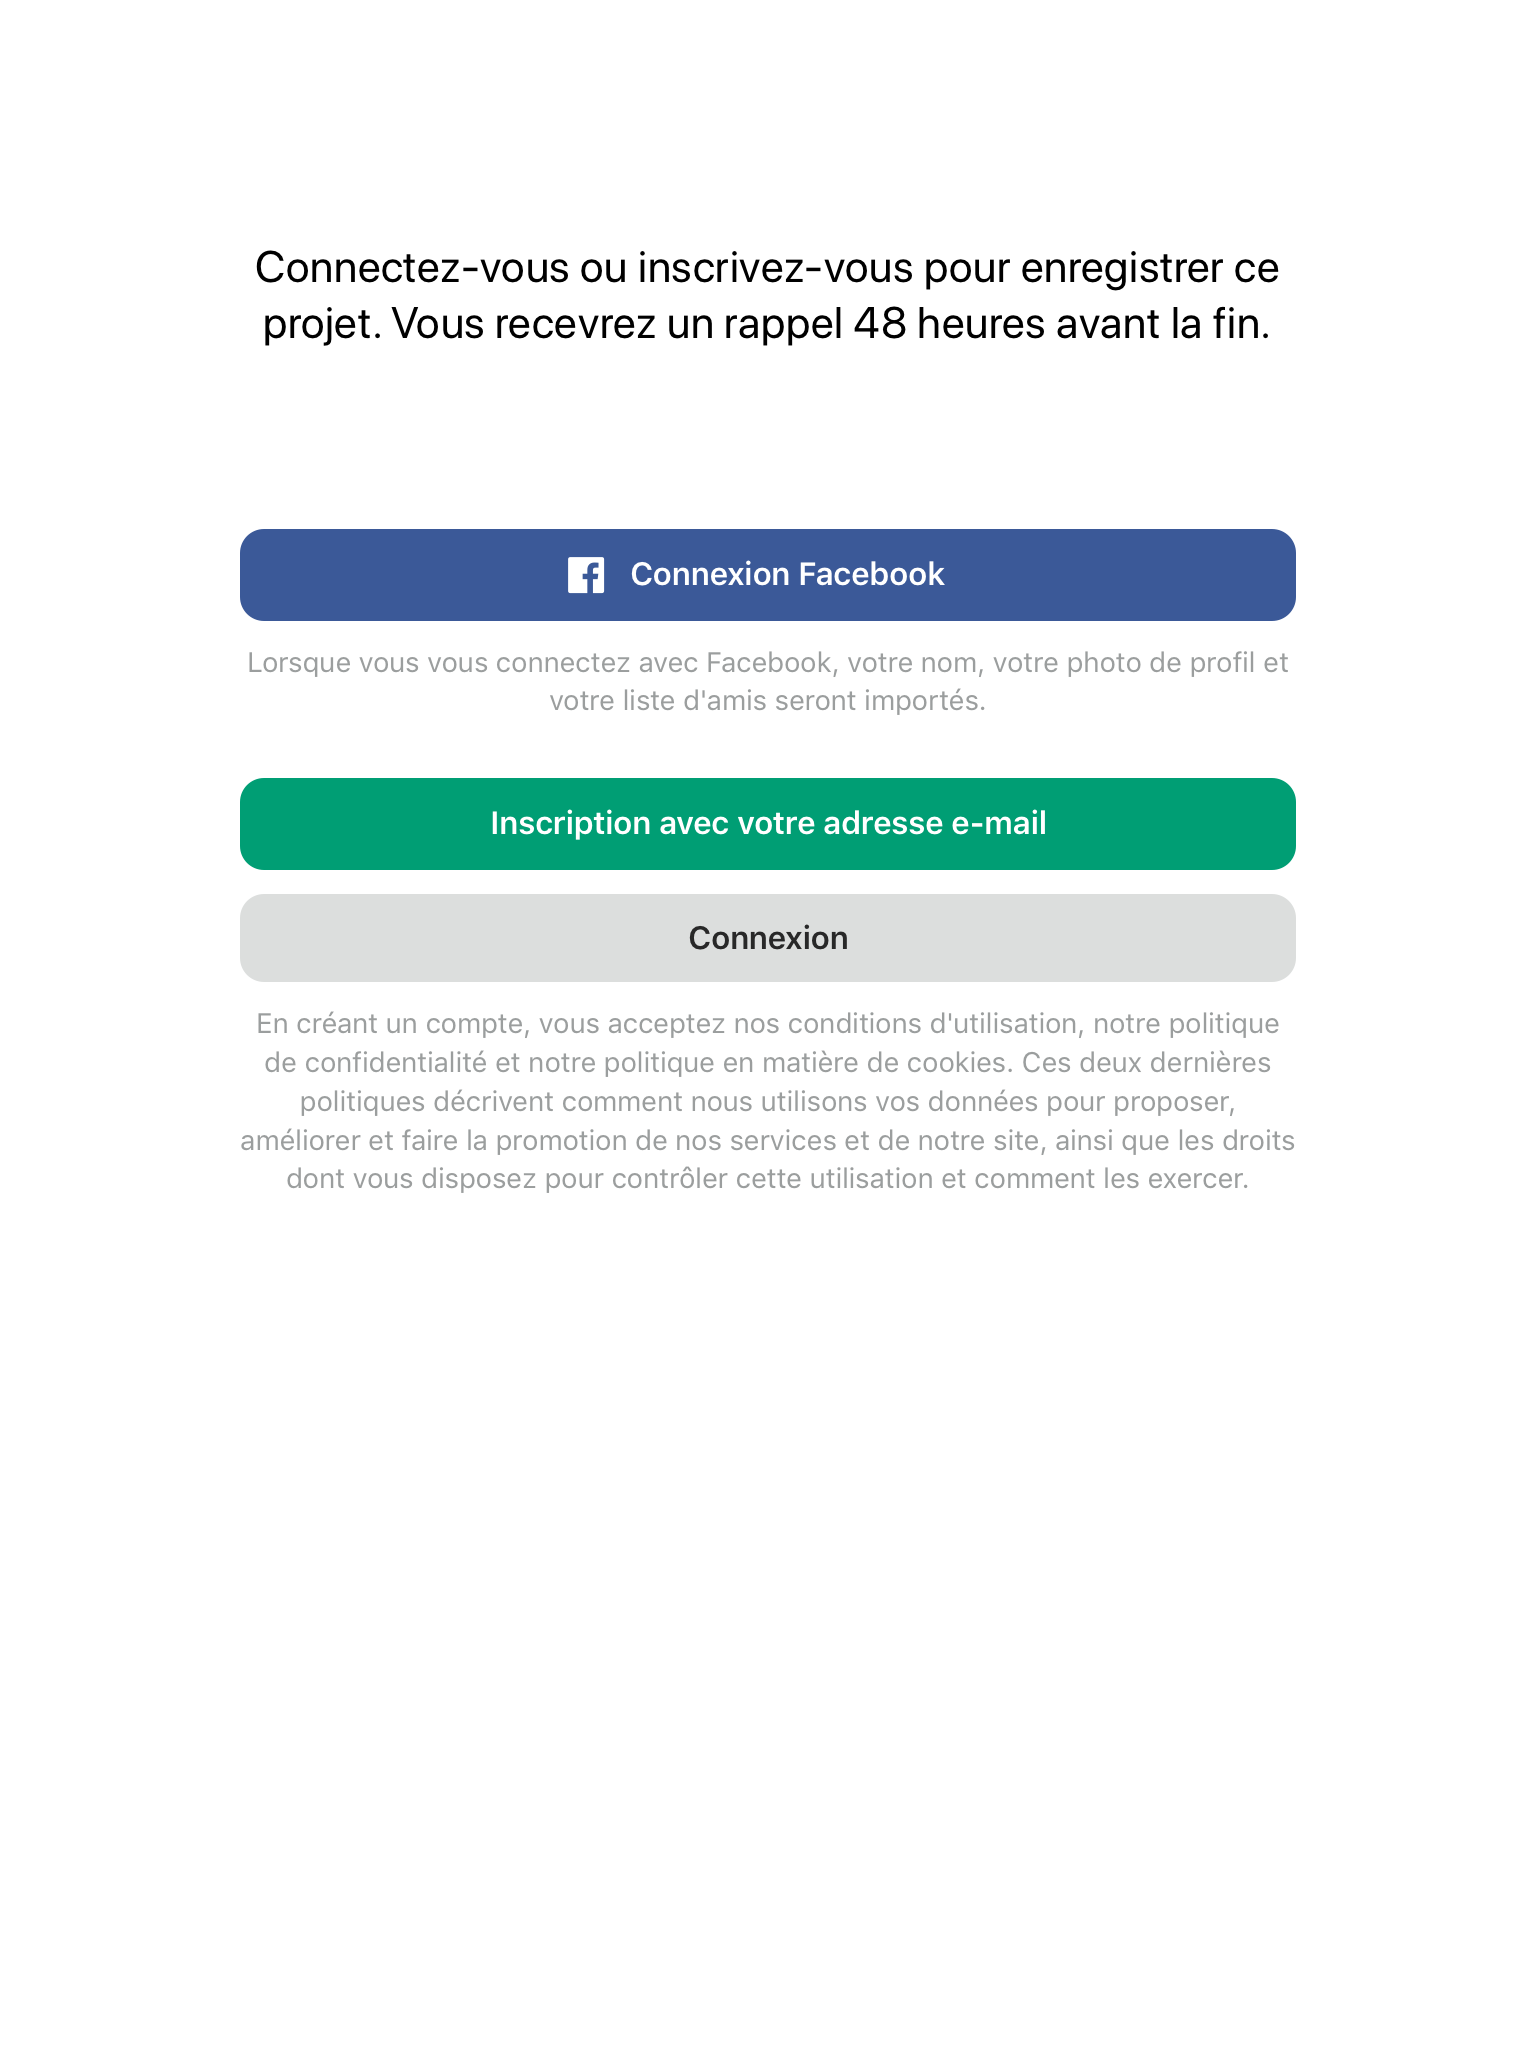 Connectez-vous ou inscrivez-vous pour enregistrer ce
projet. Vous recevrez un rappel 48 heures avant la fin.
Connexion Facebook
Lorsque vous vous connectez avec Facebook, votre nom, votre photo de profil et
votre liste d'amis seront importés.
Inscription avec votre adresse e-mail
Connexion
En créant un compte, vous acceptez nos conditions d'utilisation, notre politique
de confidentialité et notre politique en matière de cookies. Ces deux dernières
politiques décrivent comment nous utilisons vos données pour proposer,
améliorer et faire la promotion de nos services et de notre site, ainsi que les droits
dont vous disposez pour contrôler cette utilisation et comment les exercer.